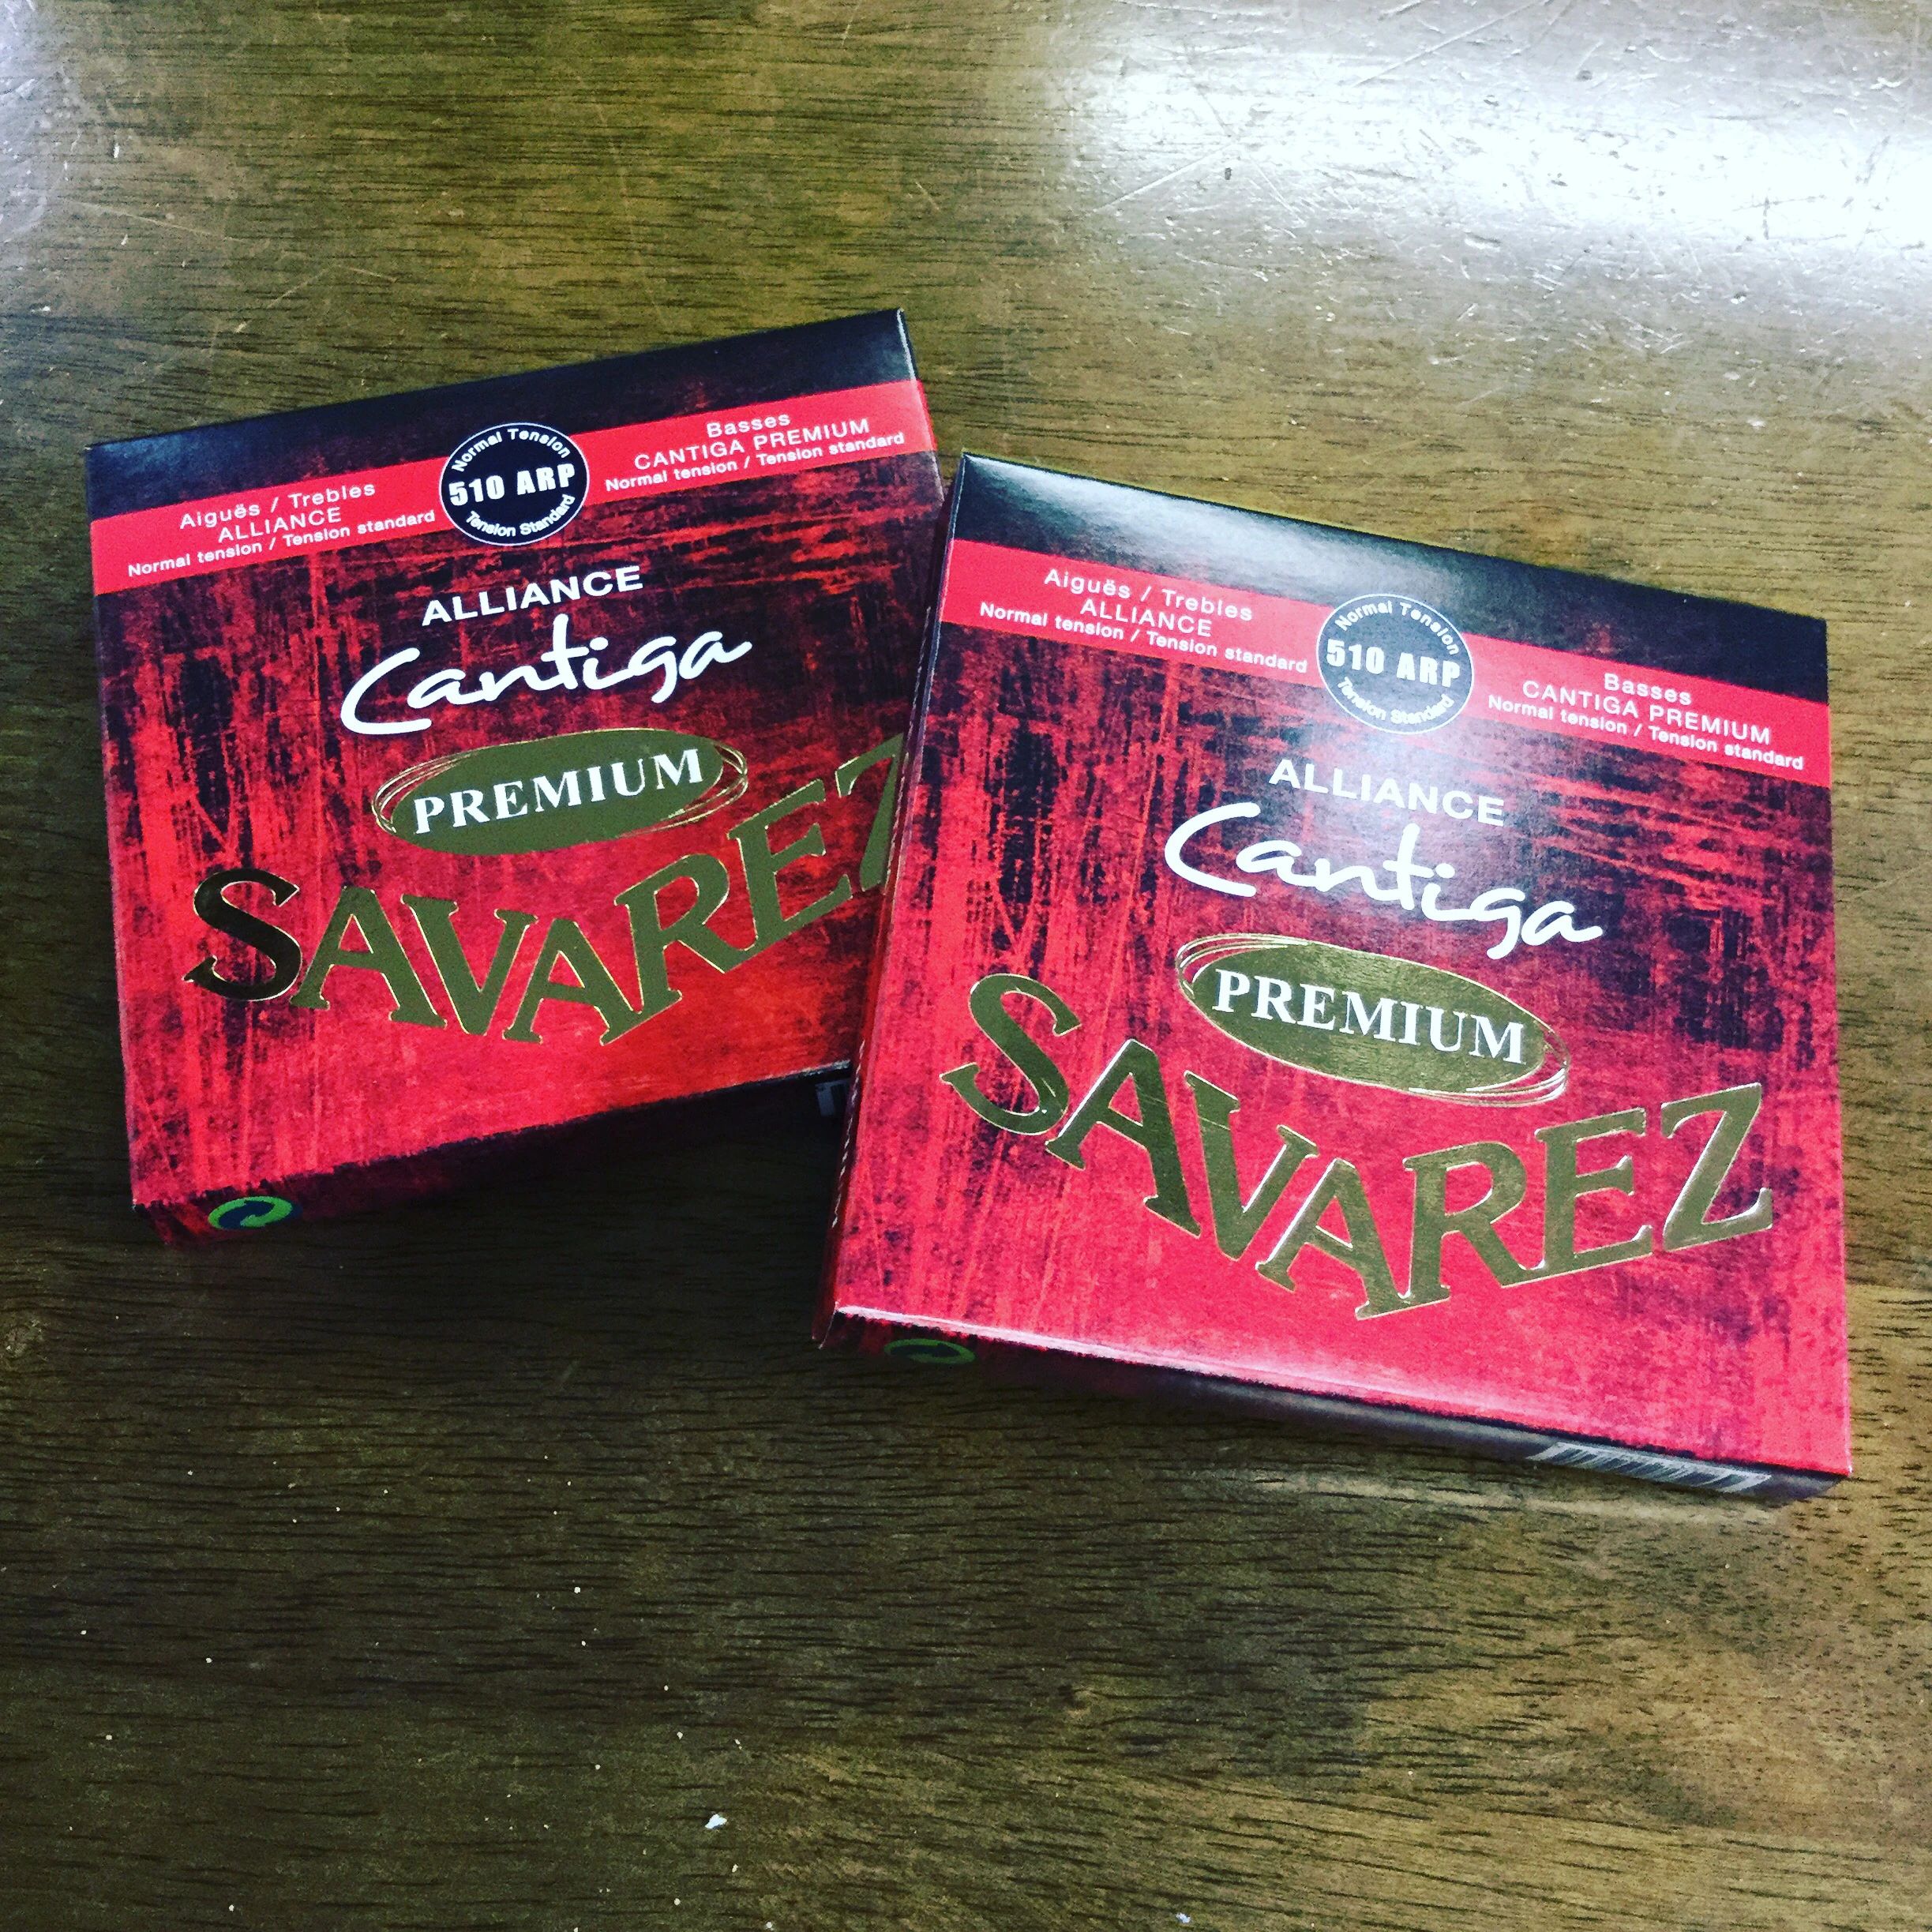 Aiguës / Trebles
ALLIANCE
Normal tension / Tension standard
Normal Tension
510 ARP
Tension Standard
Basses
CANTIGA PREMIUM
Normal tension / Tension standard
ALLIANCE
Cantiga
PREMIUM
SAVAREZ
Aiguës / Trebles
ALLIANCE
Normal tension / Tension standard
Normal Tension
510 ARP
Tension Standard
Basses
CANTIGA PREMIUM
Normal tension / Tension standard
ALLIANCE
Cantiga
PREMIUM
SAVAREZ